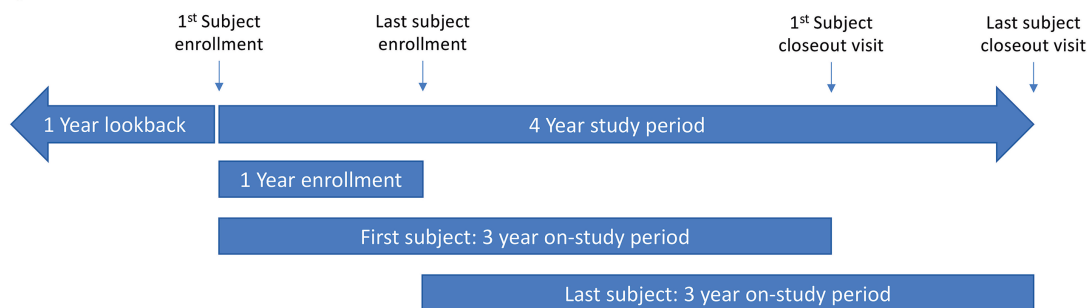 1st Subject
enrollment
Last subject
enrollment
1st Subject
closeout visit
Last subject
closeout visit
1 Year lookback
4 Year study period
1 Year enrollment
First subject: 3 year on-study period
Last subject: 3 year on-study period